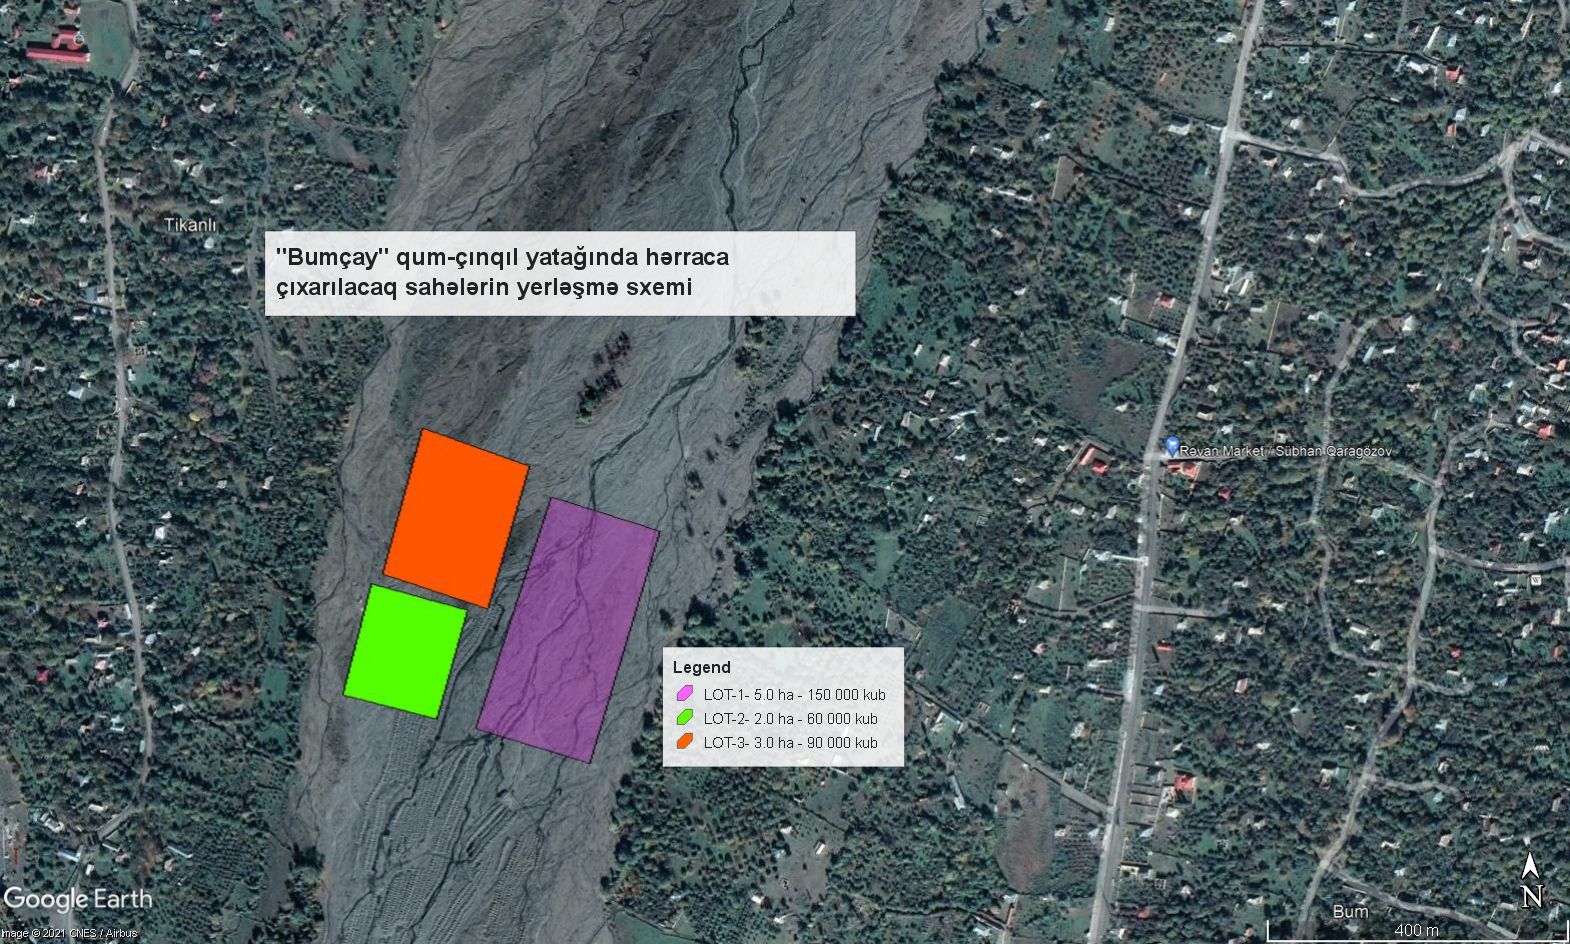 Tikanlı
"Bumçay" qum-çınqıl yatağında hərraca
çıxarılacaq sahələrin yerləşmə sxemi
Rəvan Market / Sübhan Qaragözov
Legend
LOT-1- 5.0 ha - 150 000 kub
LOT-2- 2.0 ha - 60 000 kub
LOT-3- 3.0 ha - 90 000 kub
W
Google Earth
Image © 2021 CNES / Airbus
N
Bum
400 m